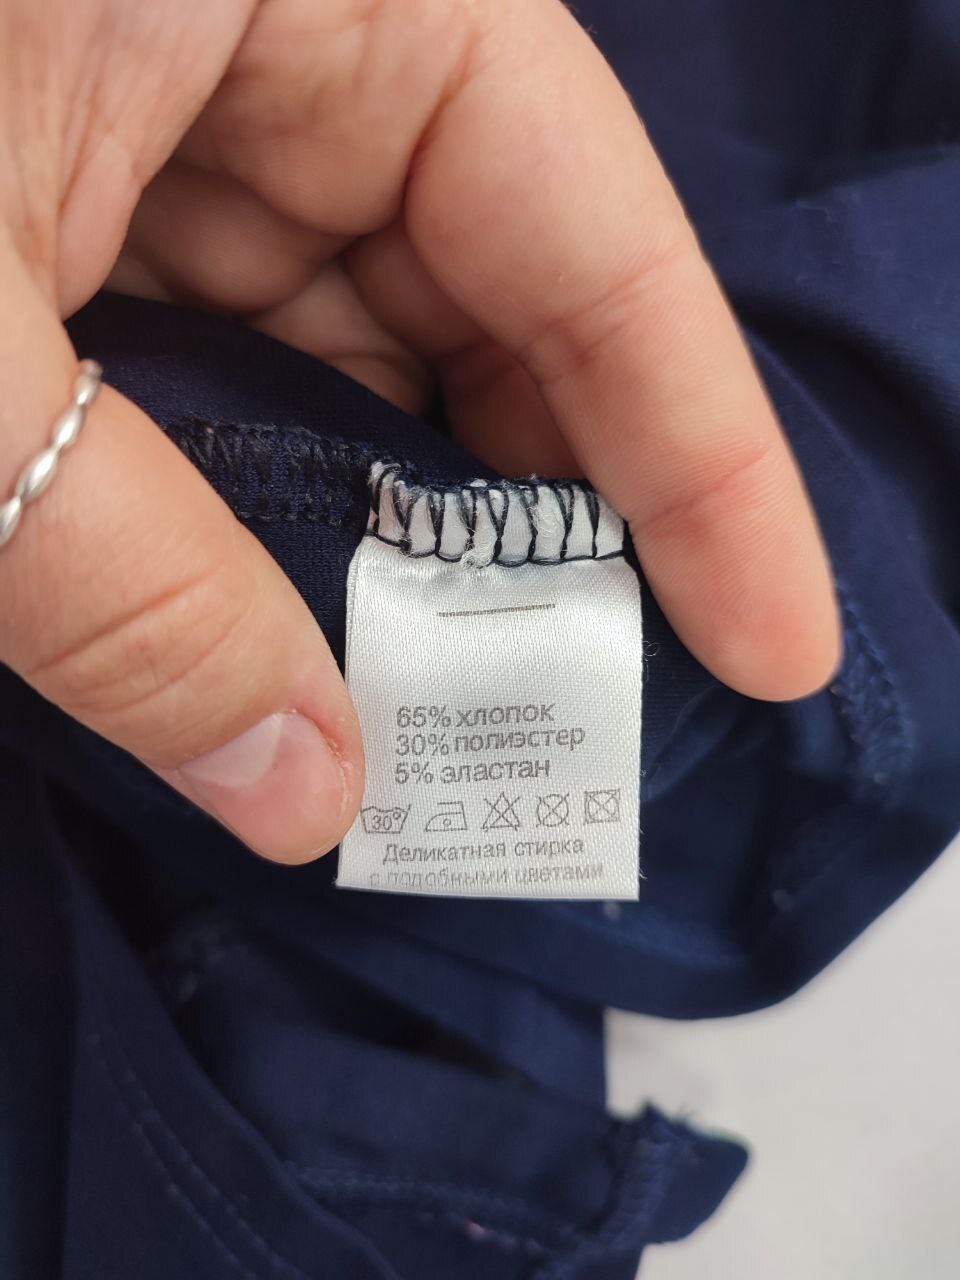 65% хлопок
30% полиэстер
5% эластан
30°
Деликатная стирка
с подобными цветами